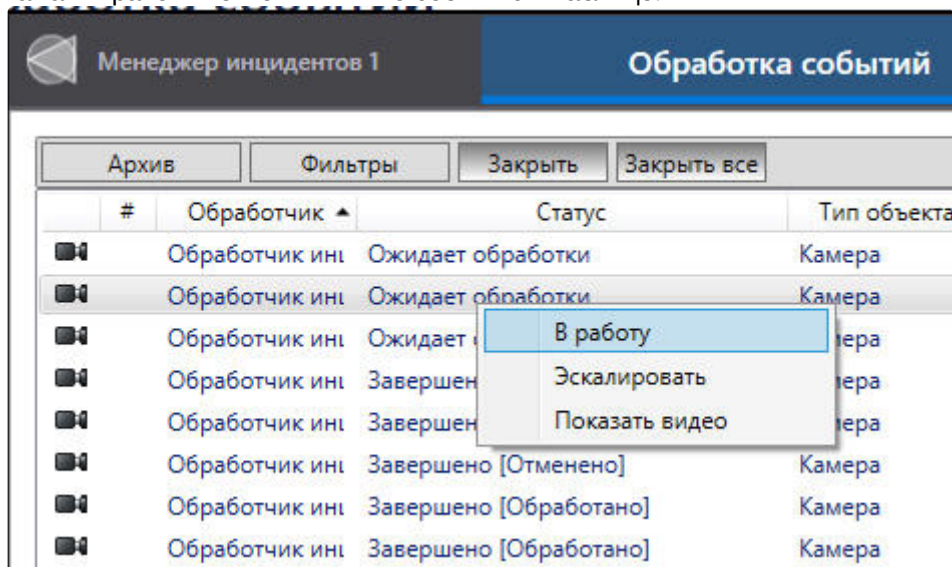 Менеджер инцидентов 1
Обработка событий
Архив Фильтры Закрыть Закрыть все
# Обработчик Статус Тип объекта
Обработчик инц Ожидает обработки Камера
Обработчик инц Ожидает обработки Камера
Обработчик инц Ожидает
В работу
Обработчик инц Завершен
Эскалировать
Обработчик инц Завершен
Показать видео
Обработчик инц Завершено [Отменено] Камера
Обработчик инц Завершено [Обработано] Камера
Обработчик инц Завершено [Обработано] Камера